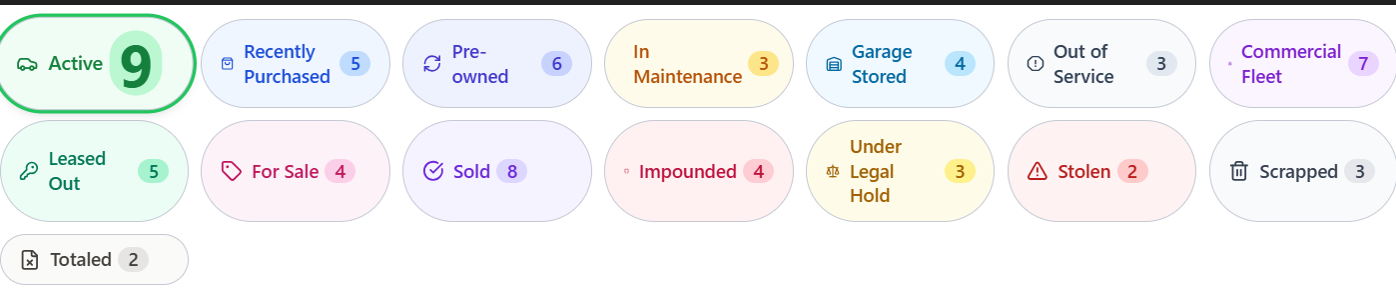 Active 9
Recently Purchased 5
Pre-owned 6
In Maintenance 3
Garage Stored 4
Out of Service 3
Commercial Fleet 7
Leased Out 5
For Sale 4
Sold 8
Impounded 4
Under Legal Hold 3
Stolen 2
Scrapped 3
Totaled 2